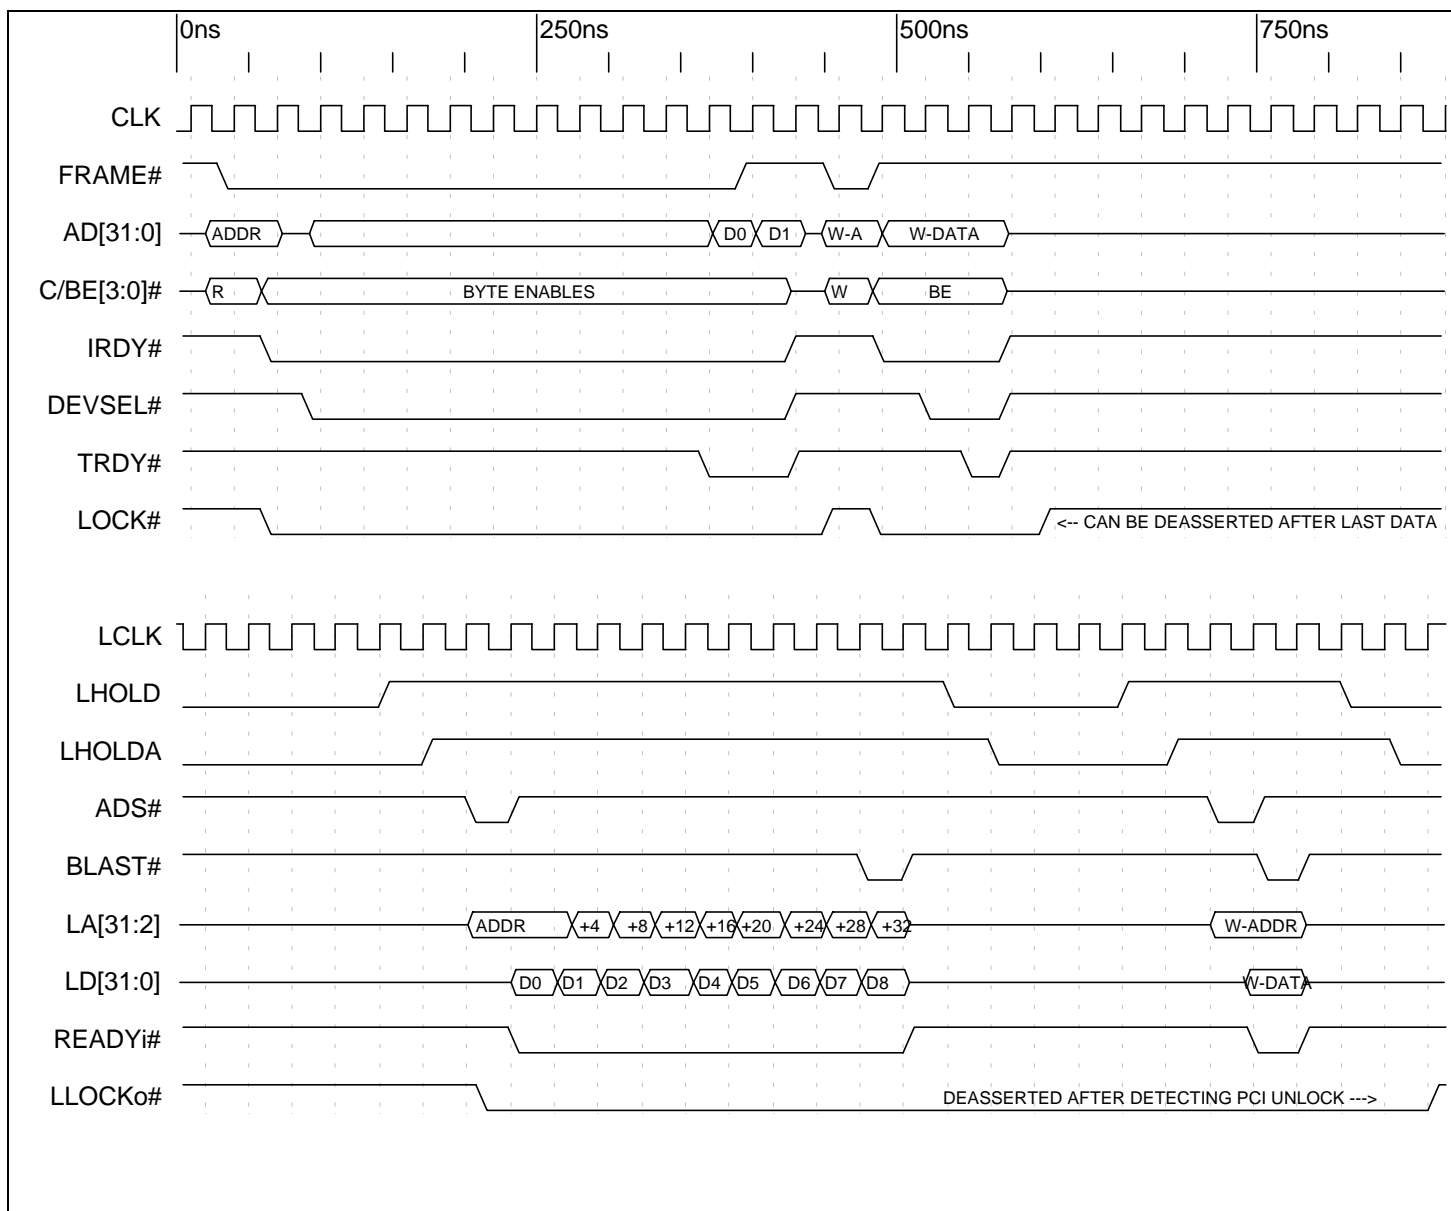 0ns 250ns 500ns 750ns
CLK
FRAME#
AD[31:0] ADDR D0 D1 W-A W-DATA
C/BE[3:0]# R BYTE ENABLES W BE
IRDY#
DEVSEL#
TRDY#
LOCK# <-- CAN BE DEASSERTED AFTER LAST DATA
LCLK
LHOLD
LHOLDA
ADS#
BLAST#
LA[31:2] ADDR +4 +8 +12 +16 +20 +24 +28 +32 W-ADDR
LD[31:0] D0 D1 D2 D3 D4 D5 D6 D7 D8 W-DATA
READYi#
LLOCKo# DEASSERTED AFTER DETECTING PCI UNLOCK --->